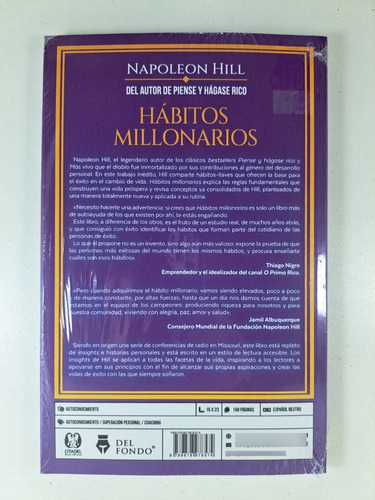 NAPOLEON HILL
DEL AUTOR DE PIENSE Y HÁGASE RICO
HÁBITOS
MILLONARIOS
Napoleon Hill, el legendario autor de los clásicos bestsellers Piense y hágase rico y
Más vivo que el diablo fue inmortalizado por sus contribuciones al género del desarrollo
personal. En este trabajo inédito, Hill comparte hábitos-llaves que ofrecen la base para
el éxito en el cambio de vida. Hábitos millonarios explica las reglas fundamentales que
construyen una vida próspera y revisa conceptos ya consolidados de Hill, planteados de
una manera totalmente nueva y aplicada a su rutina.
«Necesito hacerte una advertencia: si crees que Hábitos millonarios es solo un libro más
de autoayuda de los que existen por ahí, te estás engañando.
Este libro, a diferencia de los otros, es el fruto de un estudio real, de muchos años atrás,
y que consiguió con éxito identificar los hábitos que forman parte del cotidiano de las
personas de éxito.
Lo que él propone no es un invento, sino algo aún más valioso: expone la prueba de que
las personas más exitosas del mundo tienen los mismos hábitos, y procura enseñarte
cuáles son esos hábitos».
Thiago Nigro
Emprendedor y el idealizador del canal O Primo Rico.
«Pero cuando adquirimos el hábito millonario, vamos siendo elevados, poco a poco
y de manera constante, por altas fuerzas, hasta que un día nos damos cuenta de que
estamos en el equipo de los campeones: produciendo riqueza para nosotros y para
nuestra comunidad, viviendo con alegría, paz, amor y salud».
Jamil Albuquerque
Consejero Mundial de la Fundación Napoleon Hill
Siendo en origen una serie de conferencias de radio en Missouri, este libro está repleto
de insights e historias personales y está escrito en un estilo de lectura accesible. Los
insights de Hill se aplican a todas las facetas de la vida, inspirando a los lectores a
apoyarse en sus principios con el fin de alcanzar sus propias aspiraciones y crear las
vidas de éxito con las que siempre soñaron.
AUTOCONOCIMIENTO
15 X 23
158 PÁGINAS
ESPAÑOL NEUTRO
AUTOCONOCIMIENTO / SUPERACIÓN PERSONAL / COACHING
CITADEL
DEL
FONDO